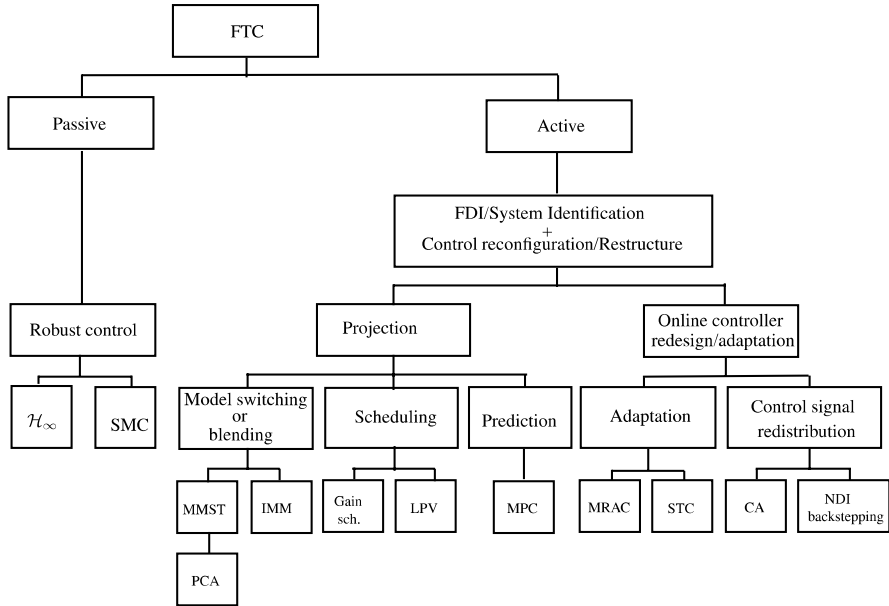 FTC
Passive
Active
FDI/System Identification
+
Control reconfiguration/Restructure
Robust control
Projection
Online controller
redesign/adaptation
ℋ∞
SMC
Model switching
or
blending
Scheduling
Prediction
Adaptation
Control signal
redistribution
MMST
IMM
Gain
sch.
LPV
MPC
MRAC
STC
CA
NDI
backstepping
PCA